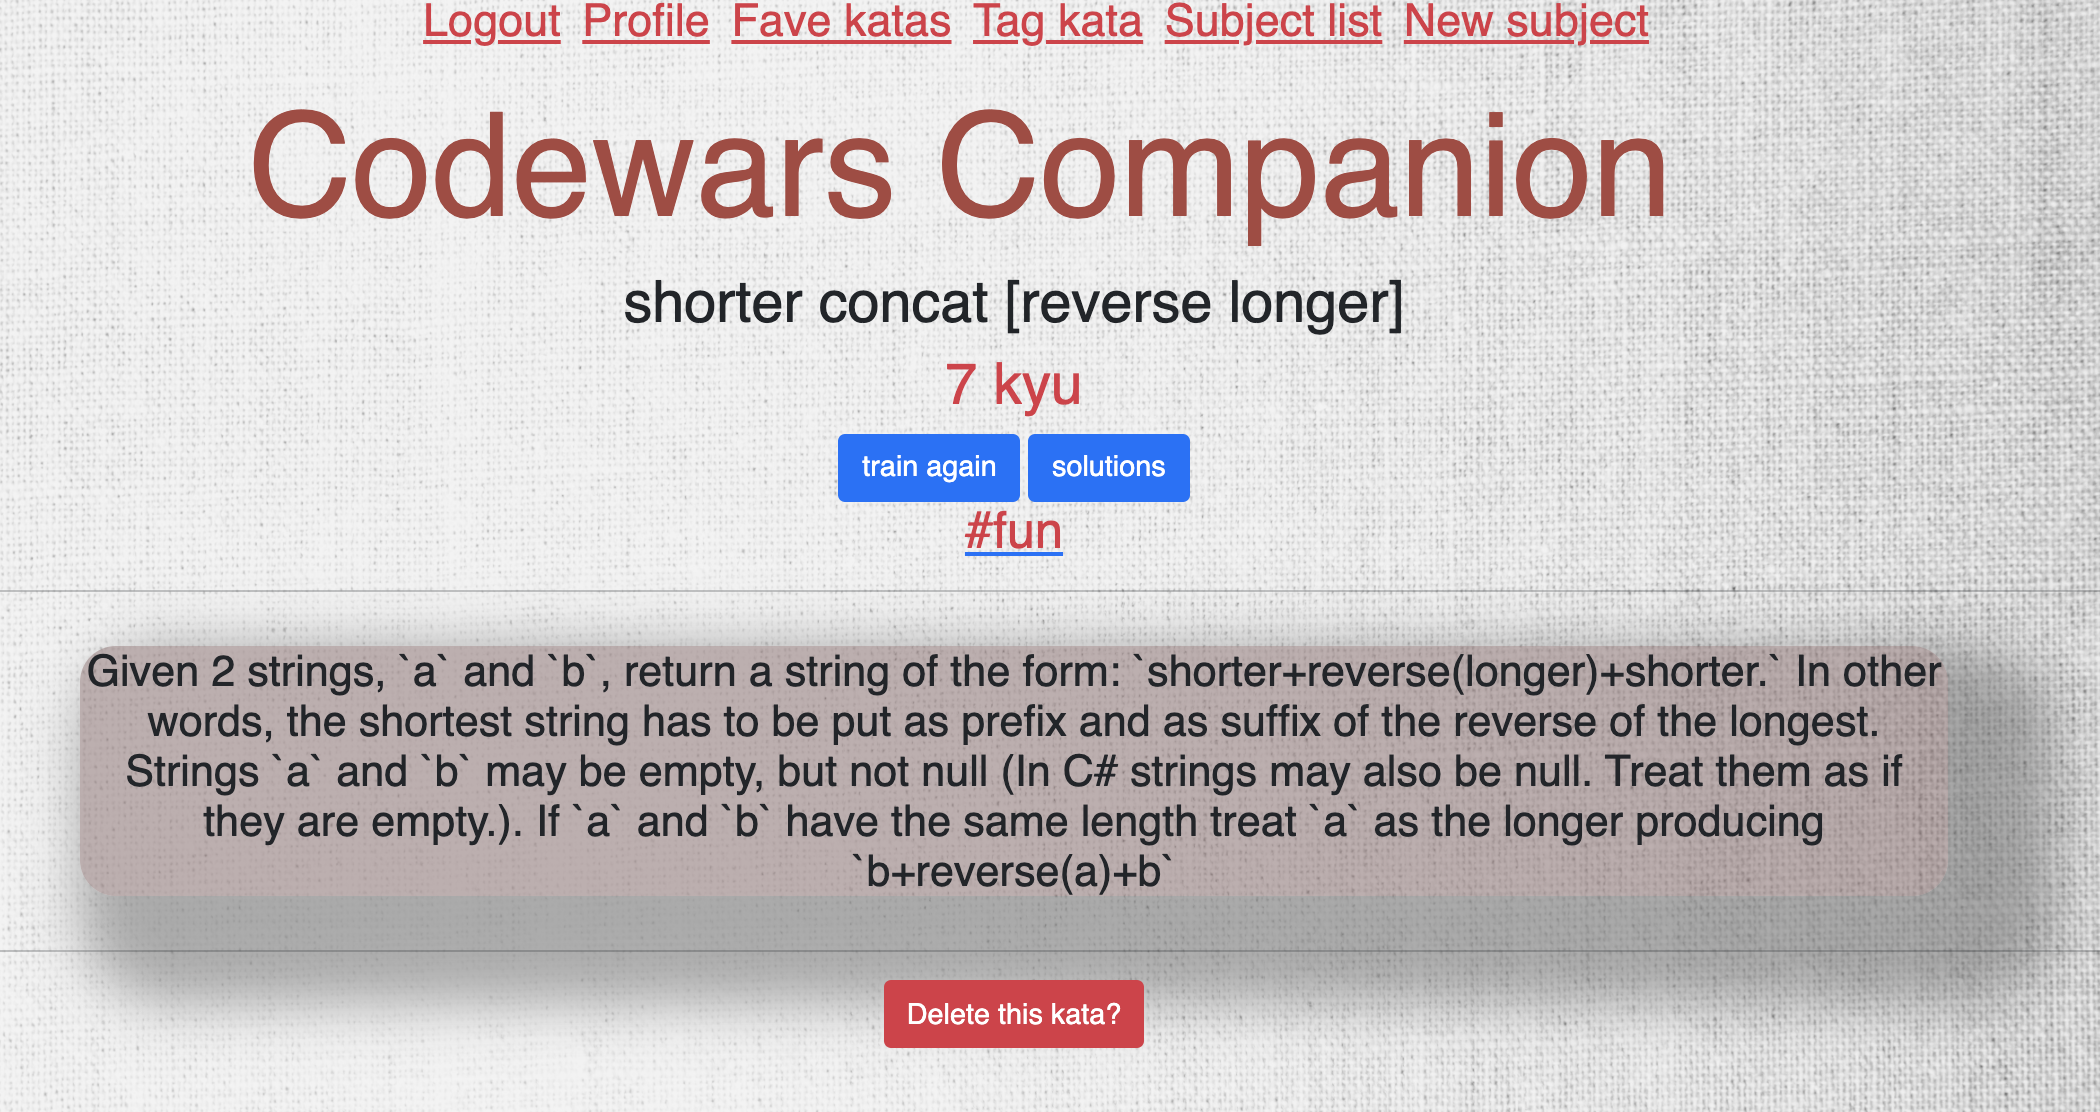 Logout Profile Fave katas Tag kata Subject list New subject
Codewars Companion
shorter concat [reverse longer]
7 kyu
train again solutions
#fun
Given 2 strings, `a` and `b`, return a string of the form: `shorter+reverse(longer)+shorter.` In other
words, the shortest string has to be put as prefix and as suffix of the reverse of the longest.
Strings `a` and `b` may be empty, but not null (In C# strings may also be null. Treat them as if
they are empty.). If `a` and `b` have the same length treat `a` as the longer producing
`b+reverse(a)+b`
Delete this kata?